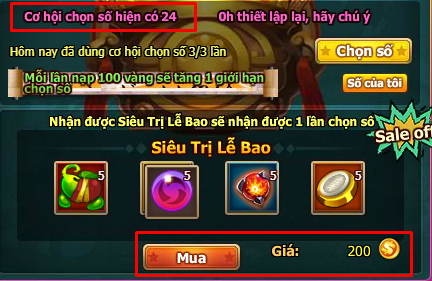 Cơ hội chọn số hiện có 24
0h thiết lập lại, hãy chú ý
Hôm nay đã dùng cơ hội chọn số 3/3 lần
Chọn số
Mỗi lần nạp 100 vàng sẽ tăng 1 giới hạn
chọn số
Số của tôi
Nhận được Siêu Trị Lễ Bao sẽ nhận được 1 lần chọn số
Sale off
Siêu Trị Lễ Bao
5 5 5 5
Mua Giá: 200 S